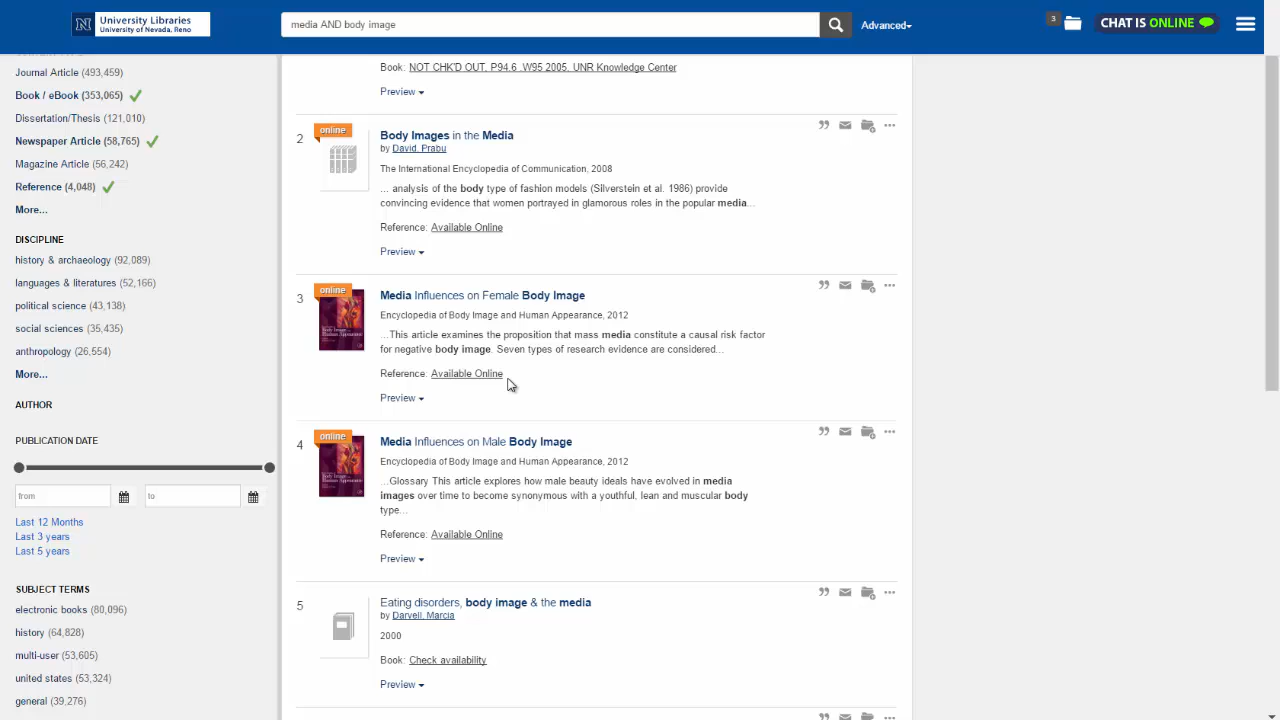 University Libraries
University of Nevada, Reno
media AND body image
Advanced
3
CHAT IS ONLINE
Journal Article (493,459)
Book / eBook (353,065)
Dissertation/Thesis (121,010)
Newspaper Article (58,765)
Magazine Article (56,242)
Reference (4,048)
More...
DISCIPLINE
history & archaeology (92,089)
languages & literatures (52,166)
political science (43,138)
social sciences (35,435)
anthropology (26,554)
More...
AUTHOR
PUBLICATION DATE
from
to
Last 12 Months
Last 3 years
Last 5 years
SUBJECT TERMS
electronic books (80,096)
history (64,828)
multi-user (53,605)
united states (53,324)
general (39,276)
Book: NOT CHK'D OUT, P94.6 .W95 2005, UNR Knowledge Center
Preview
2
online
Body Images in the Media
by David, Prabu
The International Encyclopedia of Communication, 2008
... analysis of the body type of fashion models (Silverstein et al. 1986) provide
convincing evidence that women portrayed in glamorous roles in the popular media...
Reference: Available Online
Preview
3
online
Media Influences on Female Body Image
Encyclopedia of Body Image and Human Appearance, 2012
...This article examines the proposition that mass media constitute a causal risk factor
for negative body image. Seven types of research evidence are considered...
Reference: Available Online
Preview
4
online
Media Influences on Male Body Image
Encyclopedia of Body Image and Human Appearance, 2012
...Glossary This article explores how male beauty ideals have evolved in media
images over time to become synonymous with a youthful, lean and muscular body
type...
Reference: Available Online
Preview
5
Eating disorders, body image & the media
by Darvell, Marcia
2000
Book: Check availability
Preview